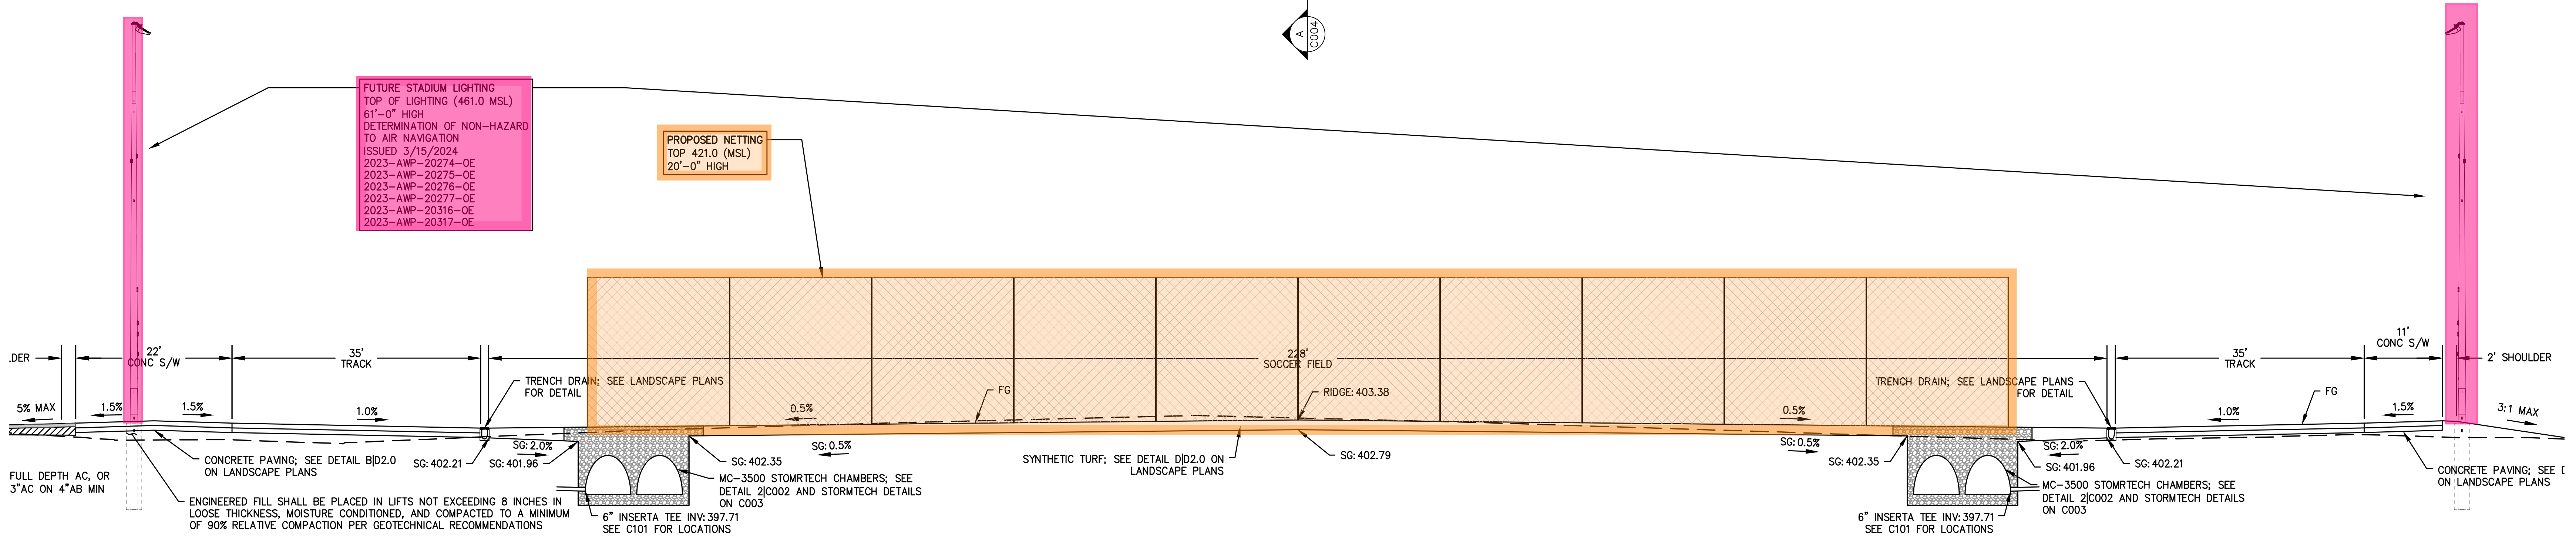 A
C004
FUTURE STADIUM LIGHTING
TOP OF LIGHTING (461.0 MSL)
61'-0" HIGH
DETERMINATION OF NON-HAZARD
TO AIR NAVIGATION
ISSUED 3/15/2024
2023-AWP-20274-OE
2023-AWP-20275-OE
2023-AWP-20276-OE
2023-AWP-20277-OE
2023-AWP-20316-OE
2023-AWP-20317-OE
PROPOSED NETTING
TOP 421.0 (MSL)
20'-0" HIGH
.DER
22'
CONC S/W
35'
TRACK
228'
SOCCER FIELD
35'
TRACK
11'
CONC S/W
2' SHOULDER
TRENCH DRAIN; SEE LANDSCAPE PLANS
FOR DETAIL
FG
RIDGE: 403.38
TRENCH DRAIN; SEE LANDSCAPE PLANS
FOR DETAIL
FG
5% MAX
1.5%
1.5%
1.0%
0.5%
0.5%
1.0%
1.5%
3:1 MAX
SG: 2.0%
SG: 0.5%
SG: 0.5%
SG: 2.0%
FULL DEPTH AC, OR
3"AC ON 4"AB MIN
CONCRETE PAVING; SEE DETAIL B|D2.0
ON LANDSCAPE PLANS
SG: 402.21
SG: 401.96
SG: 402.35
SYNTHETIC TURF; SEE DETAIL D|D2.0 ON
LANDSCAPE PLANS
SG: 402.79
SG: 402.35
SG: 401.96
SG: 402.21
CONCRETE PAVING; SEE D
ON LANDSCAPE PLANS
ENGINEERED FILL SHALL BE PLACED IN LIFTS NOT EXCEEDING 8 INCHES IN
LOOSE THICKNESS, MOISTURE CONDITIONED, AND COMPACTED TO A MINIMUM
OF 90% RELATIVE COMPACTION PER GEOTECHNICAL RECOMMENDATIONS
MC-3500 STOMRTECH CHAMBERS; SEE
DETAIL 2|C002 AND STORMTECH DETAILS
ON C003
6" INSERTA TEE INV: 397.71
SEE C101 FOR LOCATIONS
MC-3500 STOMRTECH CHAMBERS; SEE
DETAIL 2|C002 AND STORMTECH DETAILS
ON C003
6" INSERTA TEE INV: 397.71
SEE C101 FOR LOCATIONS